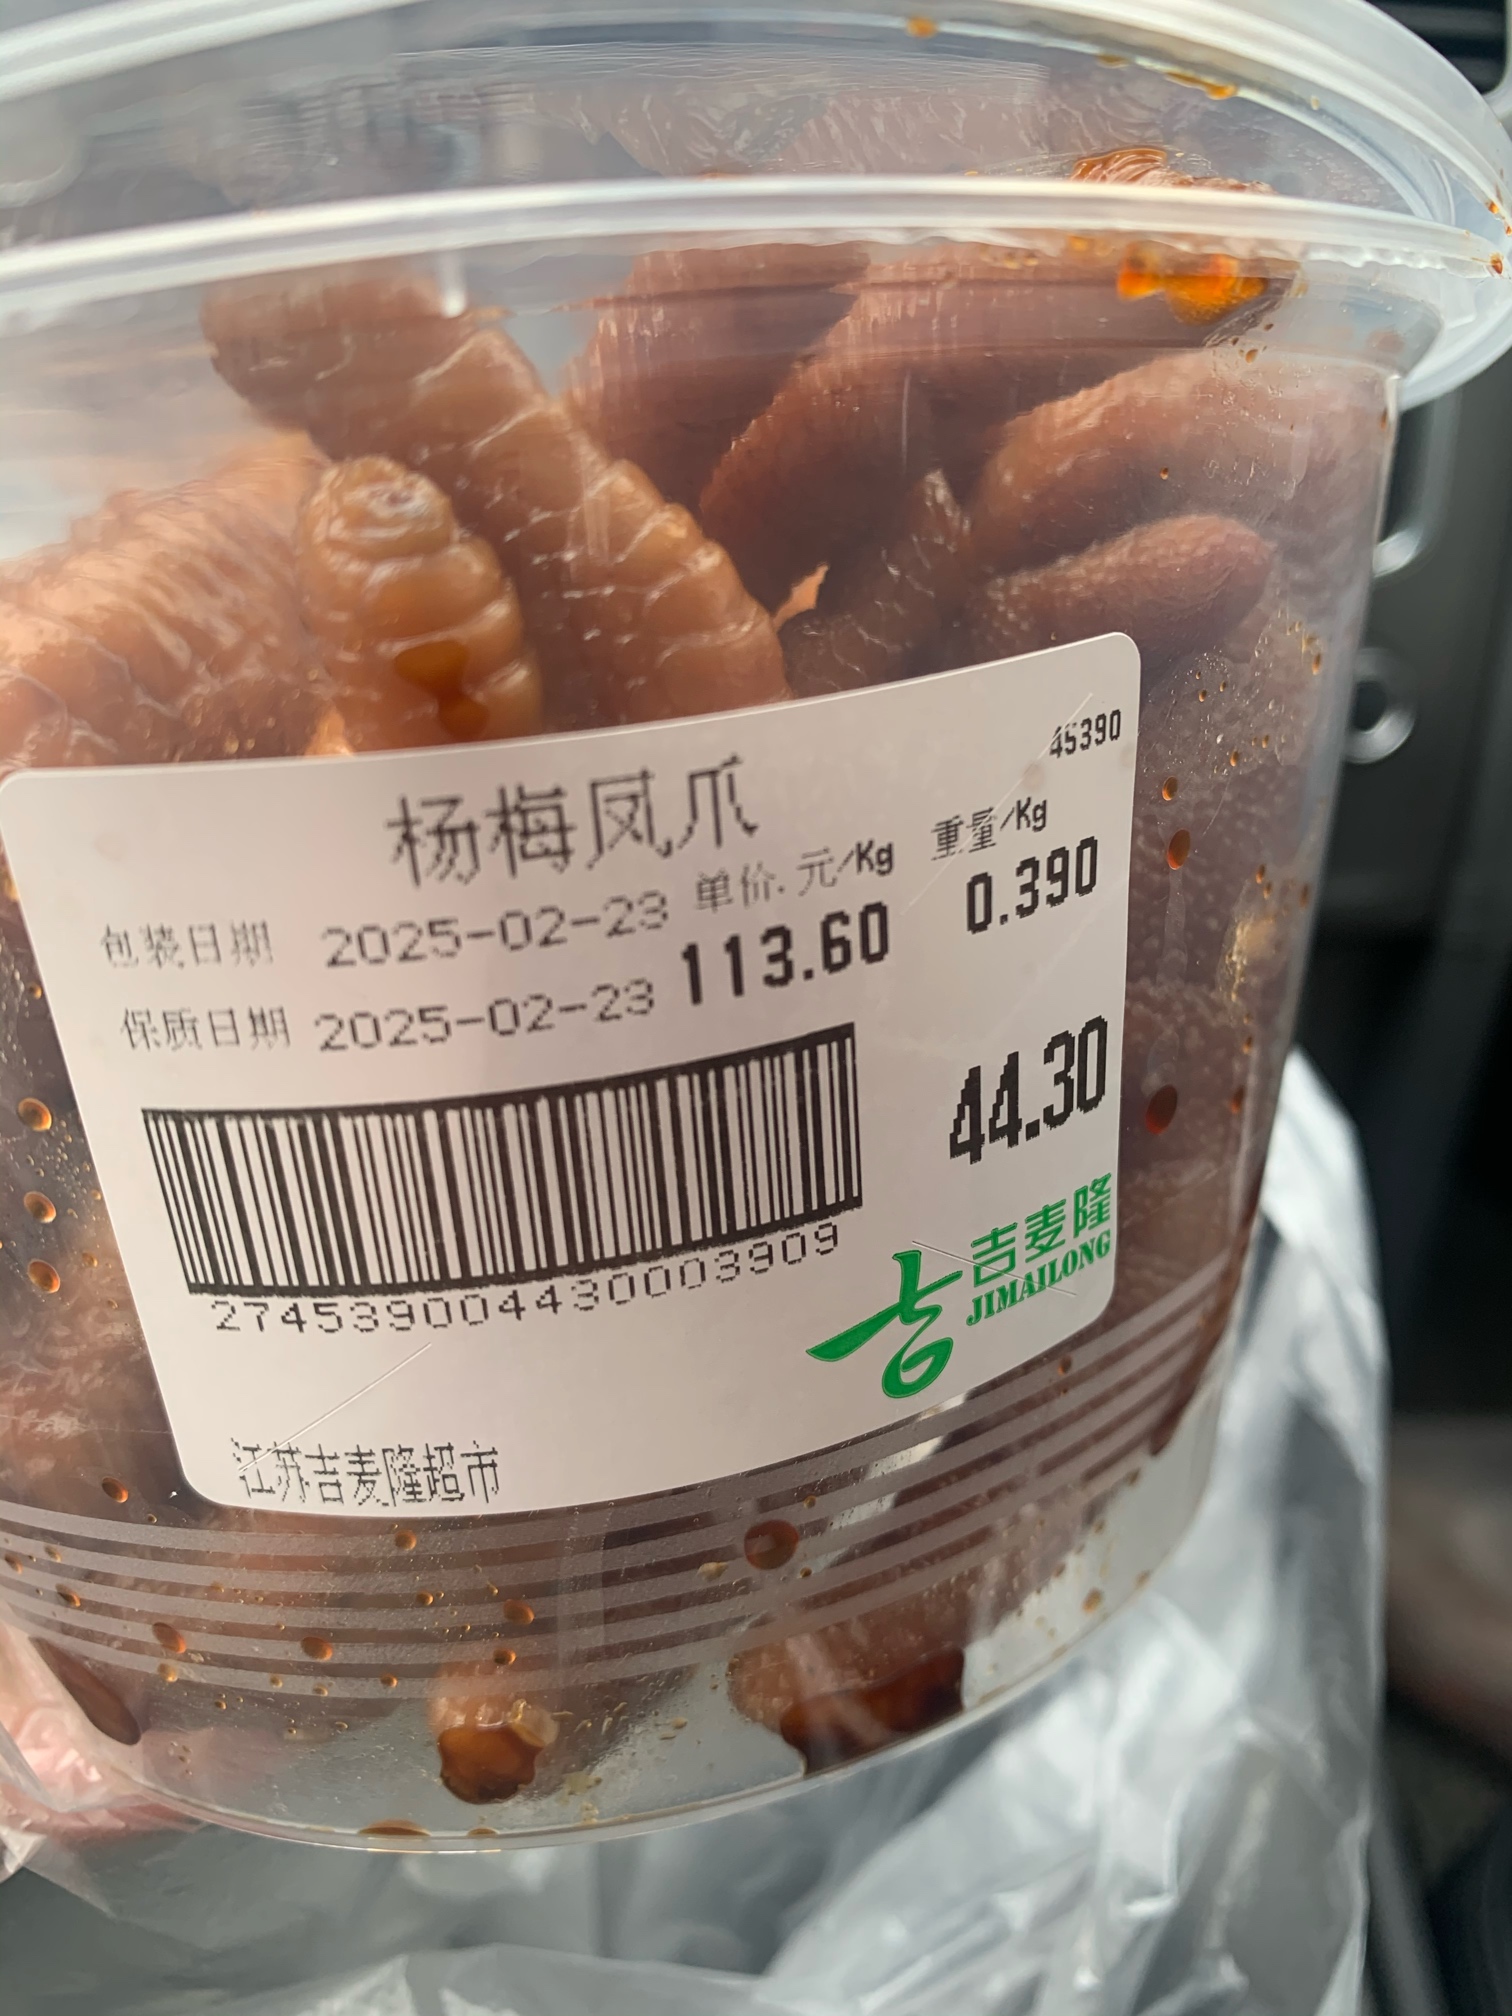 45390
杨梅凤爪
单价.元/Kg
重量/Kg
包装日期 2025-02-23
113.60
0.390
保质日期 2025-02-23
44.30
2745390044300003909
吉麦隆
JIMAILONG
江苏吉麦隆超市